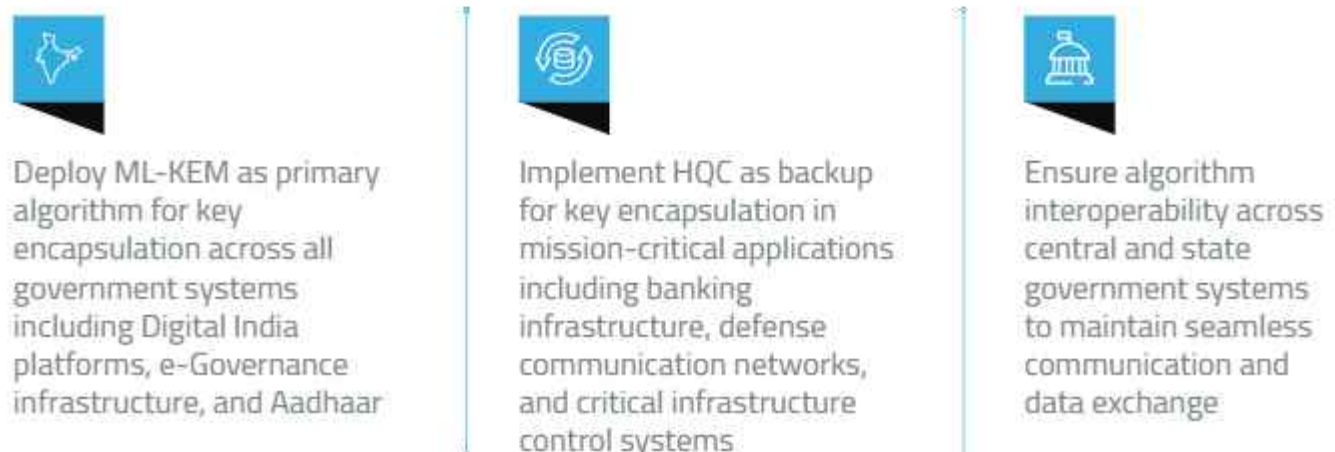 Deploy ML-KEM as primary
algorithm for key
encapsulation across all
government systems
including Digital India
platforms, e-Governance
infrastructure, and Aadhaar
Implement HQC as backup
for key encapsulation in
mission-critical applications
including banking
infrastructure, defense
communication networks,
and critical infrastructure
control systems
Ensure algorithm
interoperability across
central and state
government systems
to maintain seamless
communication and
data exchange